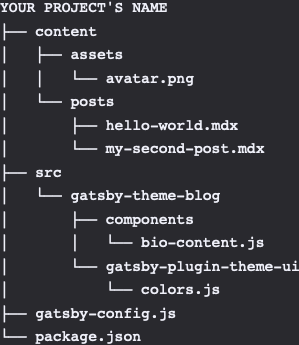 YOUR PROJECT'S NAME
├── content
│   ├── assets
│   │   └── avatar.png
│   └── posts
│       ├── hello-world.mdx
│       └── my-second-post.mdx
├── src
│   └── gatsby-theme-blog
│       ├── components
│       │   └── bio-content.js
│       └── gatsby-plugin-theme-ui
│           └── colors.js
├── gatsby-config.js
└── package.json